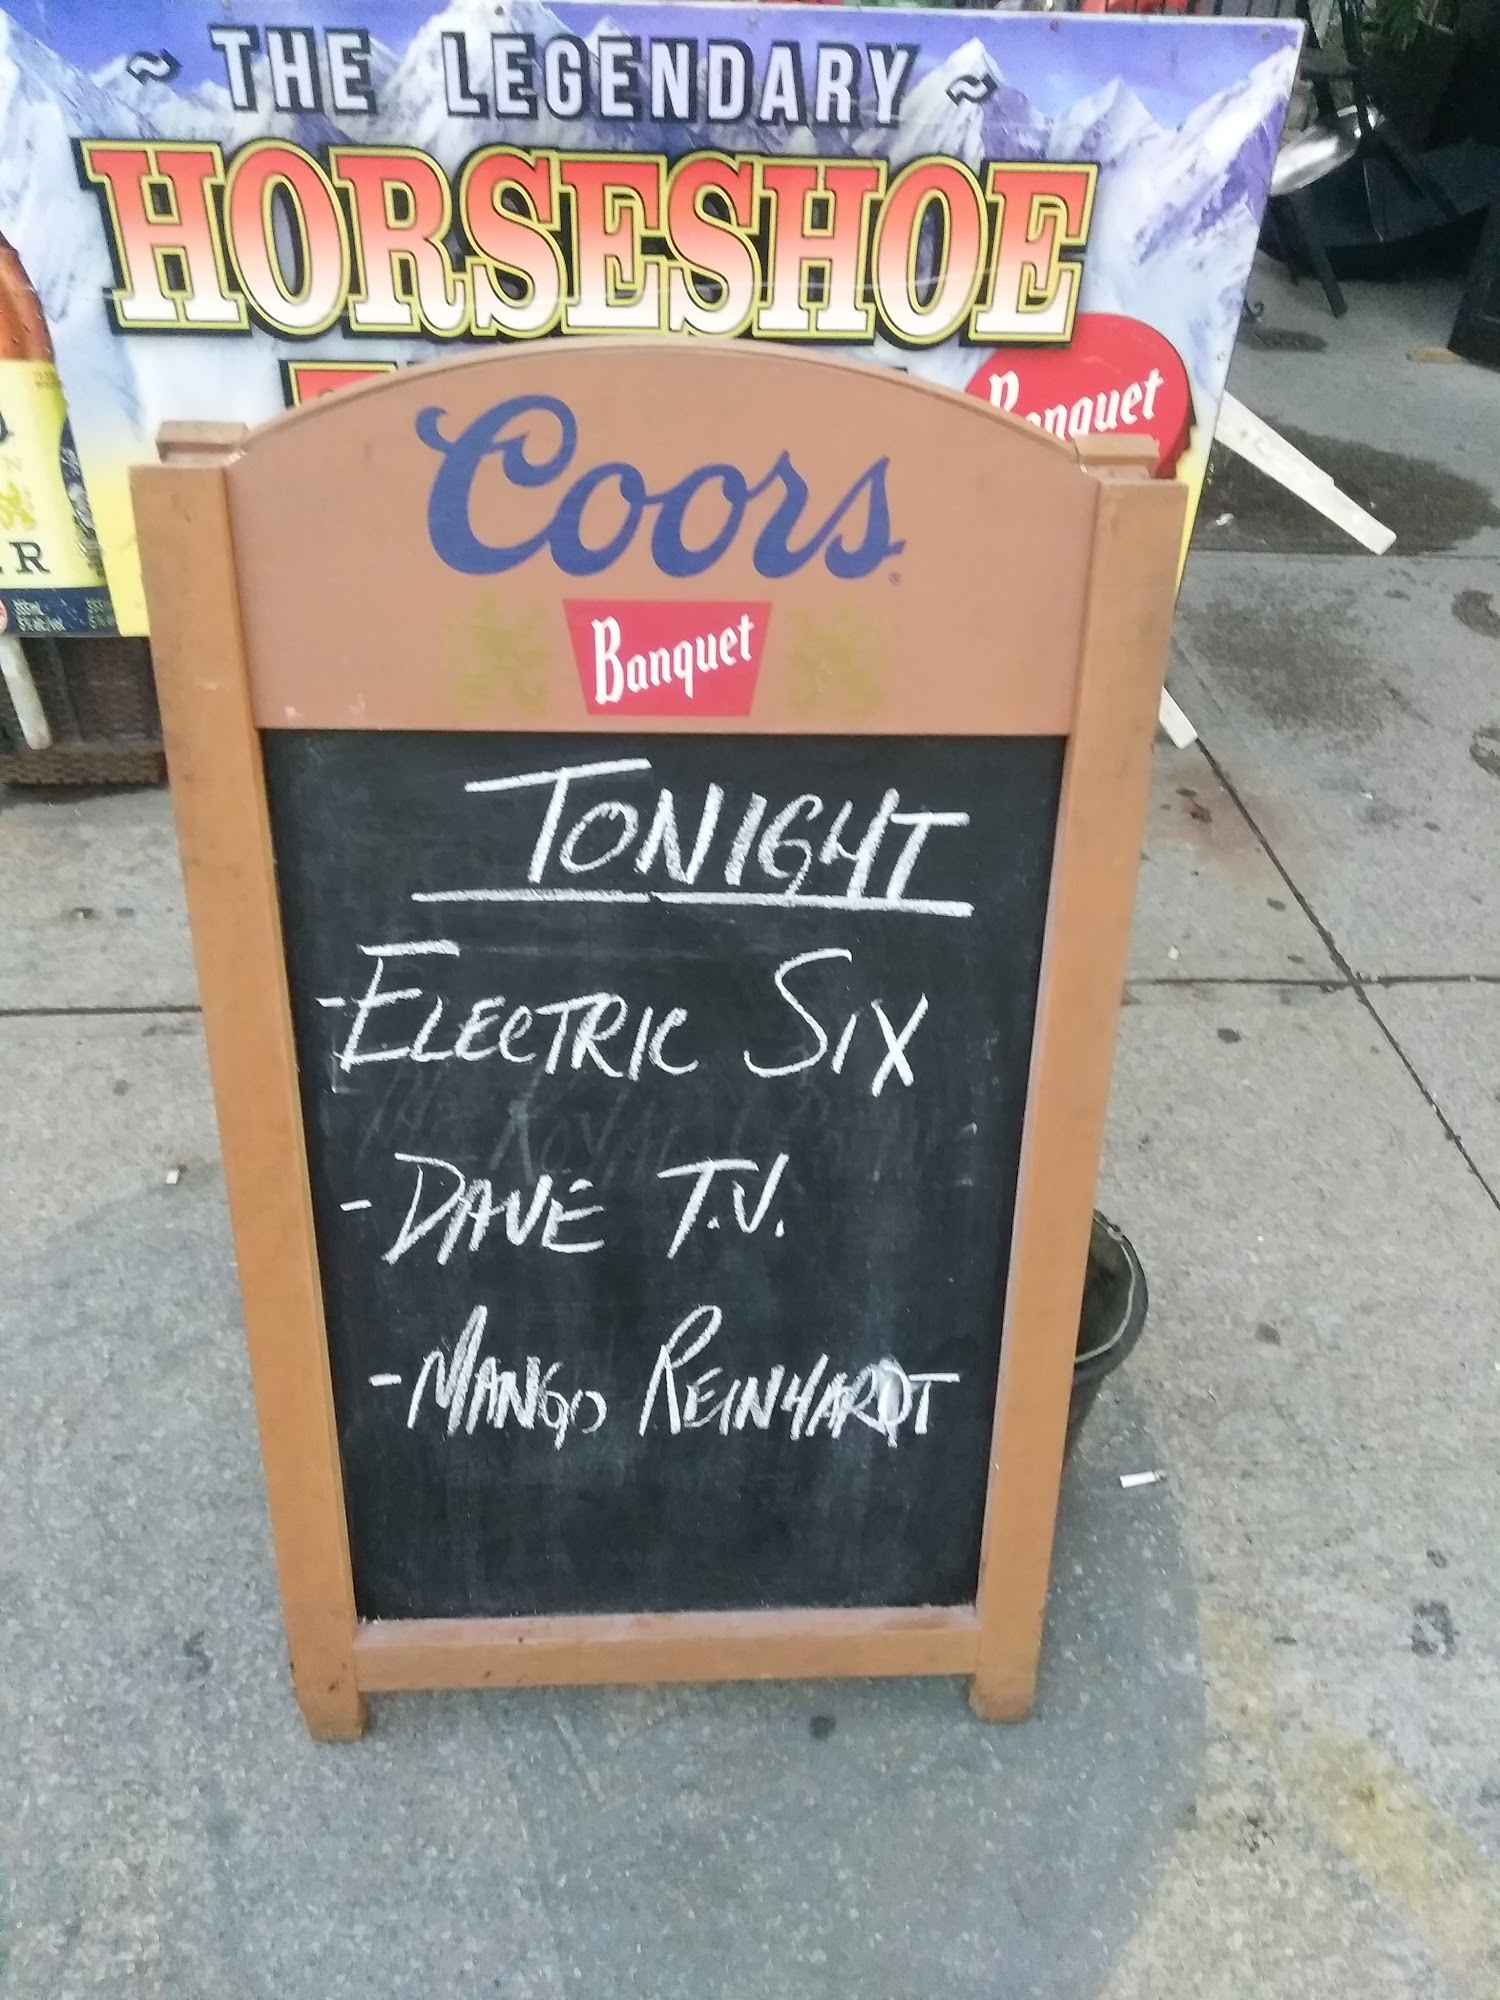 ~ THE LEGENDARY ~
HORSESHOE
Banquet
Coors
Banquet
TONIGHT
-ELECTRIC SIX
-DAVE T.V.
-MANGO REINHARDT